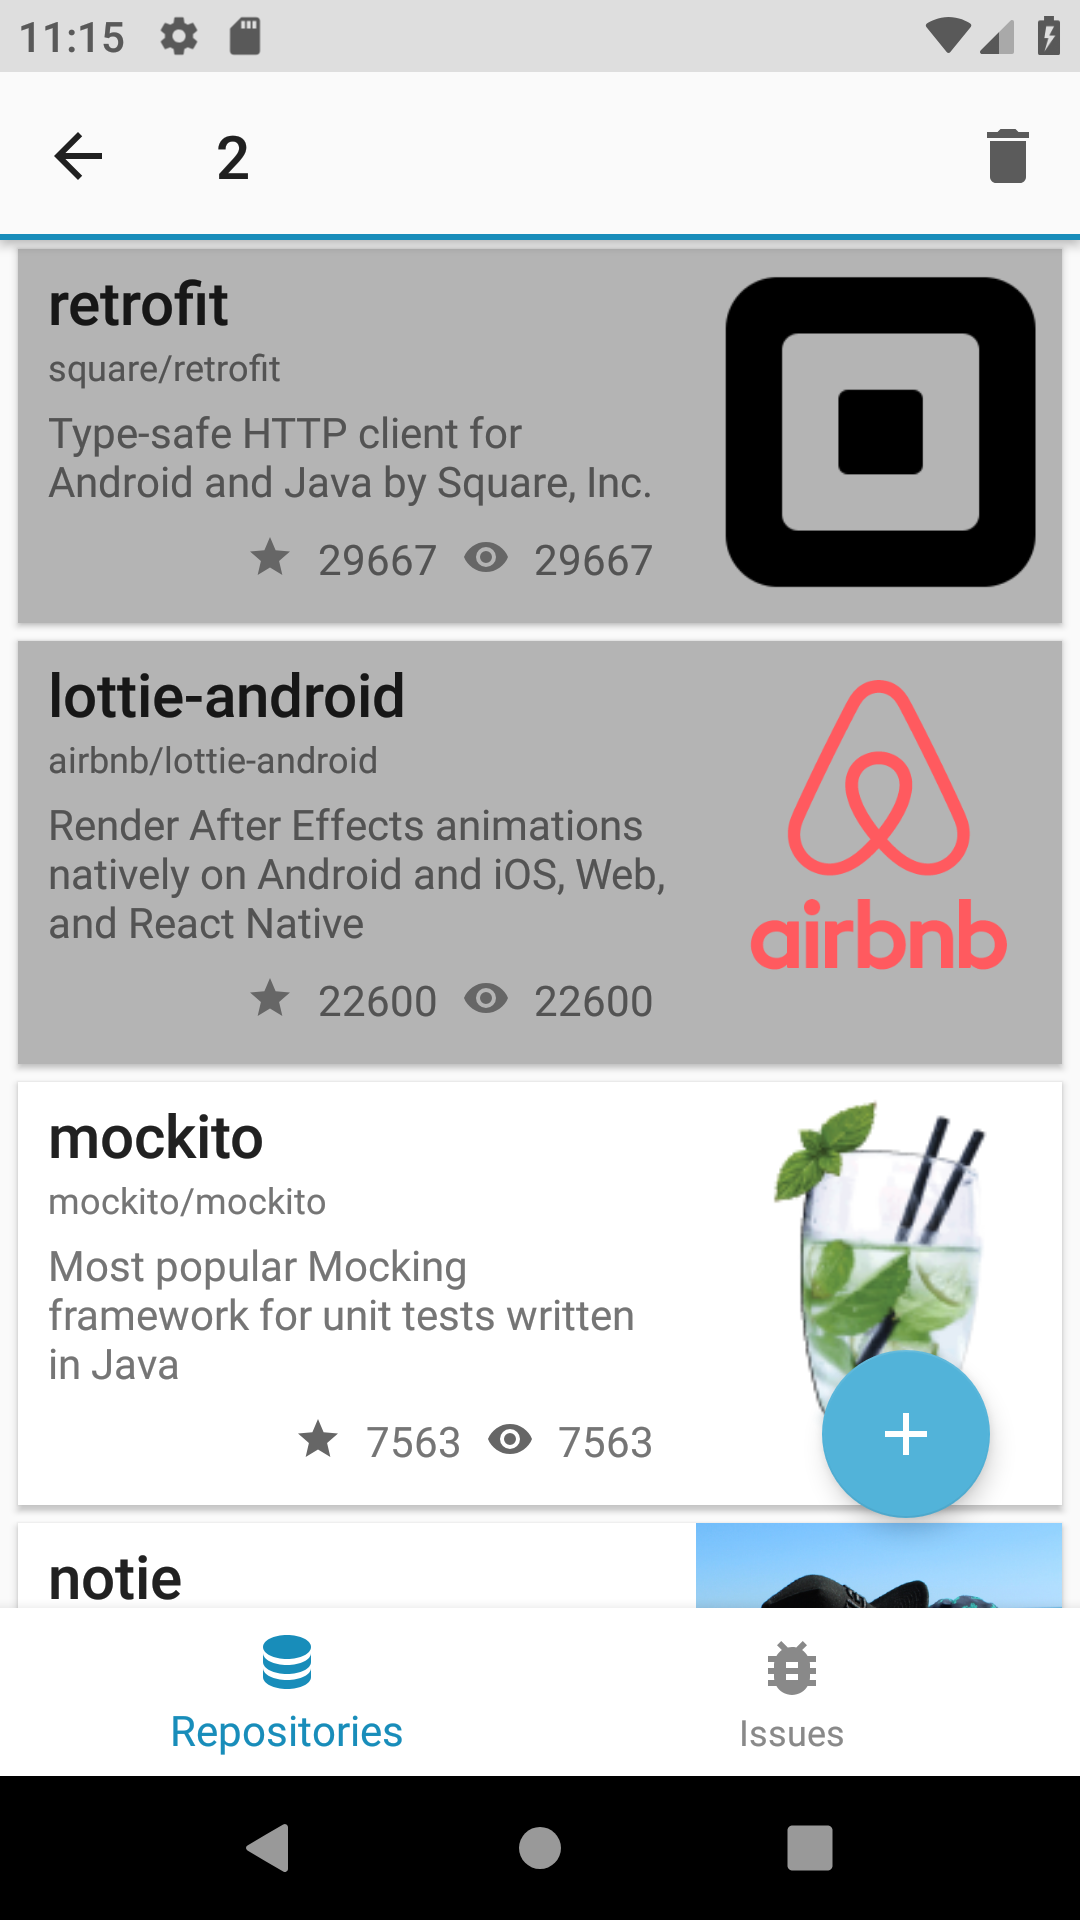 11:15
2
retrofit
square/retrofit
Type-safe HTTP client for
Android and Java by Square, Inc.
29667 29667
lottie-android
airbnb/lottie-android
Render After Effects animations
natively on Android and iOS, Web,
and React Native
airbnb
22600 22600
mockito
mockito/mockito
Most popular Mocking
framework for unit tests written
in Java
7563 7563
notie
Repositories
Issues